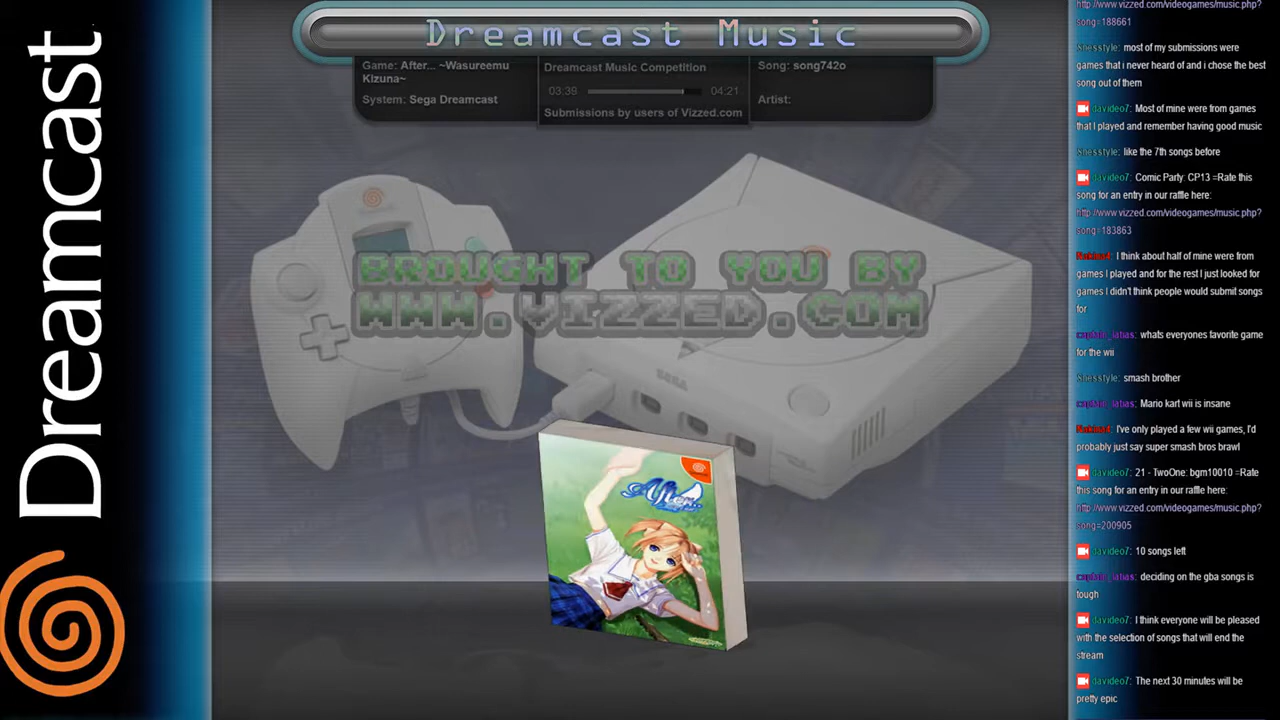 Dreamcast
Dreamcast Music
Game: After... ~Wasureemu
Kizuna~
System: Sega Dreamcast
Dreamcast Music Competition
03:39 04:21
Submissions by users of Vizzed.com
Song: song742o
Artist:
BROUGHT TO YOU BY
WWW.VIZZED.COM
SEGA
After..
http://www.vizzed.com/videogames/music.php?
song=188661
Snesstyle: most of my submissions were
games that i never heard of and i chose the best
song out of them
davideo7: Most of mine were from games
that I played and remember having good music
Snesstyle: like the 7th songs before
davideo7: Comic Party: CP13 =Rate this
song for an entry in our raffle here:
http://www.vizzed.com/videogames/music.php?
song=183863
I think about half of mine were from
games I played and for the rest I just looked for
games I didn't think people would submit songs
for
captain_latias: whats everyones favorite game
for the wii
Snesstyle: smash brother
captain_latias: Mario kart wii is insane
I've only played a few wii games, I'd
probably just say super smash bros brawl
davideo7: 21 - TwoOne: bgm10010 =Rate
this song for an entry in our raffle here:
http://www.vizzed.com/videogames/music.php?
song=200905
davideo7: 10 songs left
captain_latias: deciding on the gba songs is
tough
davideo7: I think everyone will be pleased
with the selection of songs that will end the
stream
davideo7: The next 30 minutes will be
pretty epic